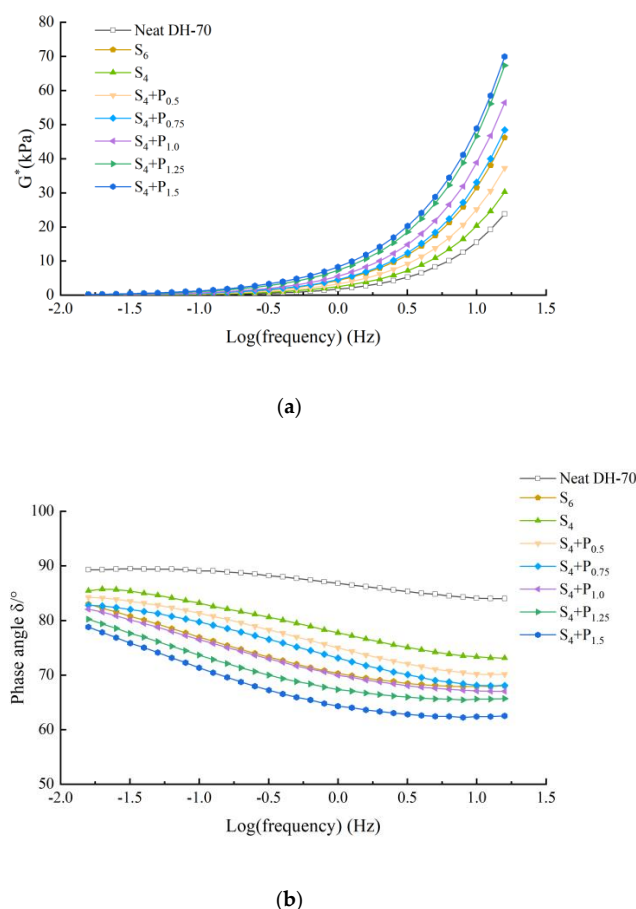 80
70
60
50
40
30
20
10
0
G*(kPa)
Neat DH-70
S6
S4
S4+P0.5
S4+P0.75
S4+P1.0
S4+P1.25
S4+P1.5
-2.0 -1.5 -1.0 -0.5 0.0 0.5 1.0 1.5
Log(frequency) (Hz)
(a)
100
90
80
70
60
50
Phase angle δ/°
Neat DH-70
S6
S4
S4+P0.5
S4+P0.75
S4+P1.0
S4+P1.25
S4+P1.5
-2.0 -1.5 -1.0 -0.5 0.0 0.5 1.0 1.5
Log(frequency) (Hz)
(b)